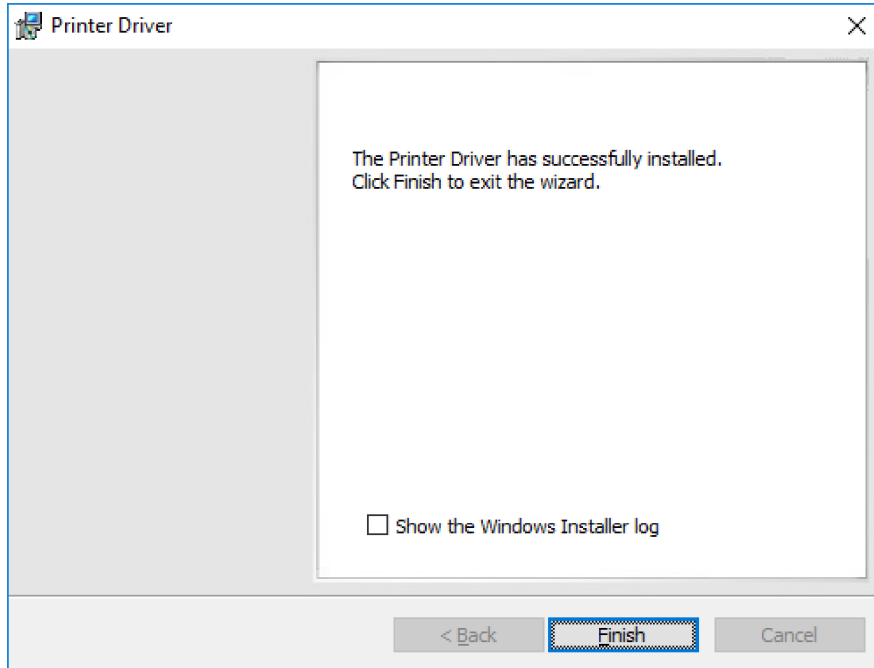 Printer Driver
The Printer Driver has successfully installed.
Click Finish to exit the wizard.
Show the Windows Installer log
< Back
Finish
Cancel